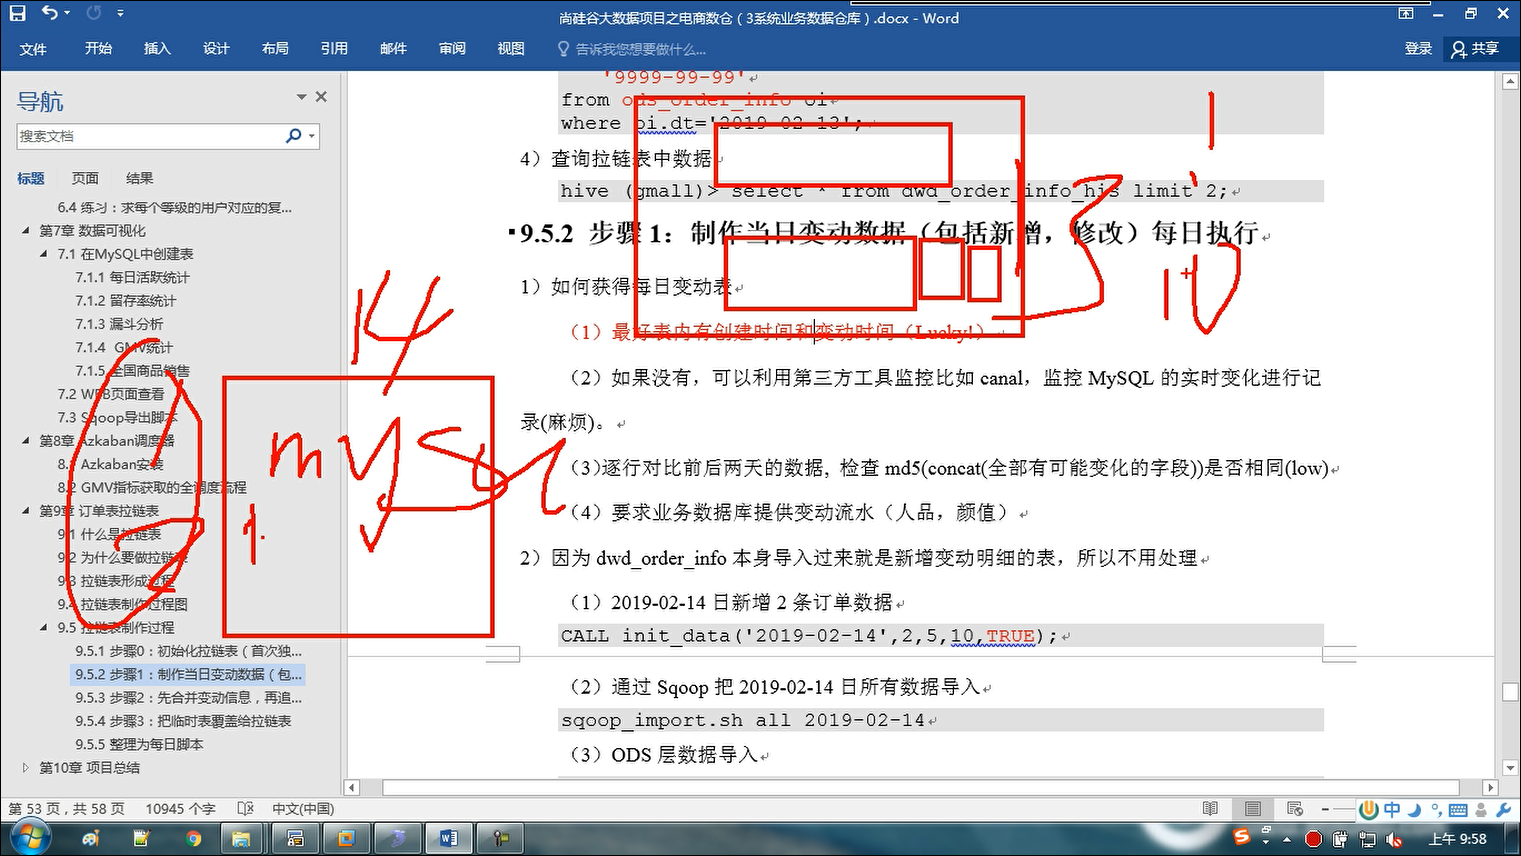 尚硅谷大数据项目之电商数仓（3系统业务数据仓库）.docx - Word
文件 开始 插入 设计 布局 引用 邮件 审阅 视图 告诉我您想要做什么... 登录 共享
导航
搜索文档
标题 页面 结果
6.4 练习：求每个等级的用户对应的复...
第7章 数据可视化
7.1 在MySQL中创建表
7.1.1 每日活跃统计
7.1.2 留存率统计
7.1.3 漏斗分析
7.1.4 GMV统计
7.1.5 全国商品销售
7.2 WEB页面查看
7.3 Sqoop导出脚本
第8章 Azkaban调度器
8.1 Azkaban安装
8.2 GMV指标获取的全调度流程
第9章 订单表拉链表
9.1 什么是拉链表
9.2 为什么要做拉链表
9.3 拉链表形成过程
9.4 拉链表制作过程图
9.5 拉链表制作过程
9.5.1 步骤0：初始化拉链表（首次独...
9.5.2 步骤1：制作当日变动数据（包...
9.5.3 步骤2：先合并变动信息，再追...
9.5.4 步骤3：把临时表覆盖给拉链表
9.5.5 整理为每日脚本
第10章 项目总结
'9999-99-99'
from ods_order_info oi
where oi.dt='2019-02-13';
4）查询拉链表中数据
hive (gmall)> select * from dwd_order_info_his limit 2;
9.5.2 步骤 1：制作当日变动数据（包括新增，修改）每日执行
1）如何获得每日变动表
（1）最好表内有创建时间和变动时间（Lucky!）
（2）如果没有，可以利用第三方工具监控比如 canal，监控 MySQL 的实时变化进行记
录(麻烦)。
（3)逐行对比前后两天的数据, 检查 md5(concat(全部有可能变化的字段))是否相同(low)
（4）要求业务数据库提供变动流水（人品，颜值）
2）因为 dwd_order_info 本身导入过来就是新增变动明细的表，所以不用处理
（1）2019-02-14 日新增 2 条订单数据
CALL init_data('2019-02-14',2,5,10,TRUE);
（2）通过 Sqoop 把 2019-02-14 日所有数据导入
sqoop_import.sh all 2019-02-14
（3）ODS 层数据导入
14
mysql
1.
第 53 页，共 58 页 10945 个字 中文(中国)
中
上午 9:58